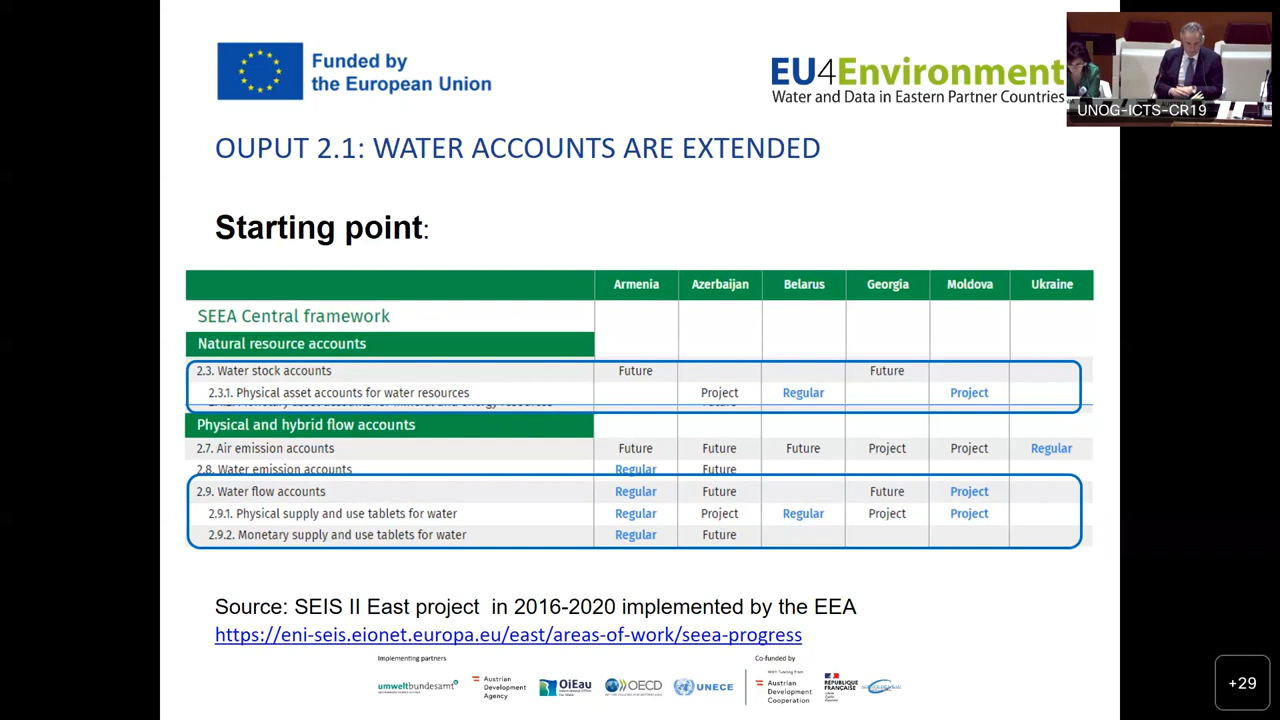 Funded by
the European Union
EU4Environment
Water and Data in Eastern Partner Countries
UNOG-ICTS-CR19
OUPUT 2.1: WATER ACCOUNTS ARE EXTENDED
Starting point:
Armenia Azerbaijan Belarus Georgia Moldova Ukraine
SEEA Central framework
Natural resource accounts
2.3. Water stock accounts Future Future
2.3.1. Physical asset accounts for water resources Project Regular Project
Physical and hybrid flow accounts
2.7. Air emission accounts Future Future Future Project Project Regular
2.8. Water emission accounts Regular Future
2.9. Water flow accounts Regular Future Future Project
2.9.1. Physical supply and use tablets for water Regular Project Regular Project Project
2.9.2. Monetary supply and use tablets for water Regular Future
Source: SEIS II East project in 2016-2020 implemented by the EEA
https://eni-seis.eionet.europa.eu/east/areas-of-work/seea-progress
Implementing partners
Co-funded by
umweltbundesamt
Austrian
Development
Agency
OiEau
OECD
UNECE
Austrian
Development
Cooperation
RÉPUBLIQUE
FRANÇAISE
+29